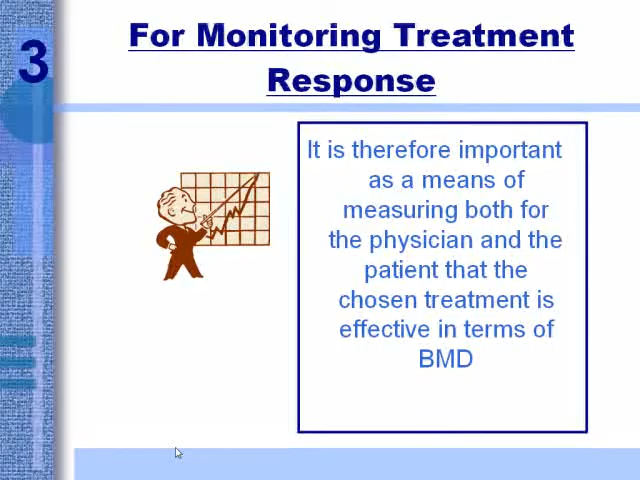 3
For Monitoring Treatment
Response
It is therefore important
as a means of
measuring both for
the physician and the
patient that the
chosen treatment is
effective in terms of
BMD